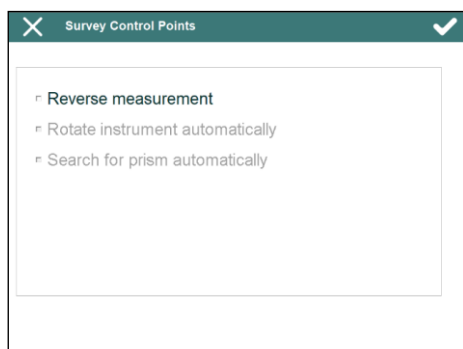 Survey Control Points
Reverse measurement
Rotate instrument automatically
Search for prism automatically